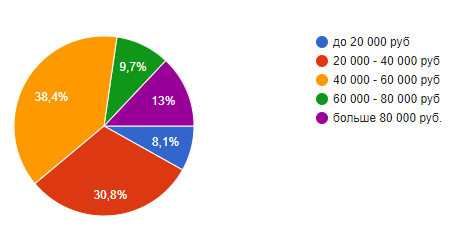 9,7%
38,4%
13%
8,1%
30,8%
до 20 000 руб
20 000 - 40 000 руб
40 000 - 60 000 руб
60 000 - 80 000 руб
больше 80 000 руб.